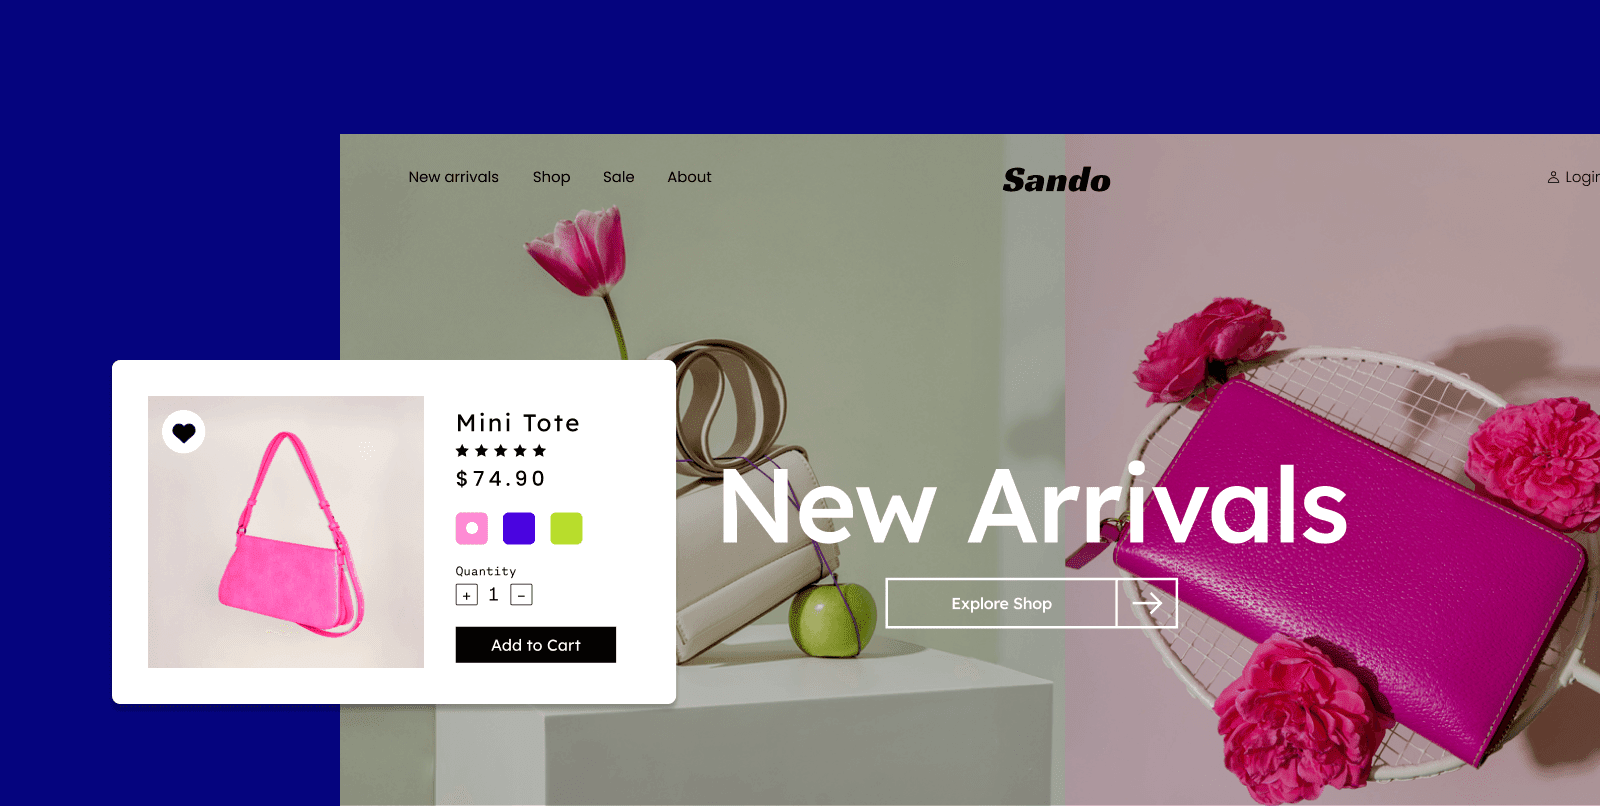 New arrivals
Shop
Sale
About
Sando
Login
Mini Tote
$74.90
Quantity
+ 1 −
Add to Cart
New Arrivals
Explore Shop